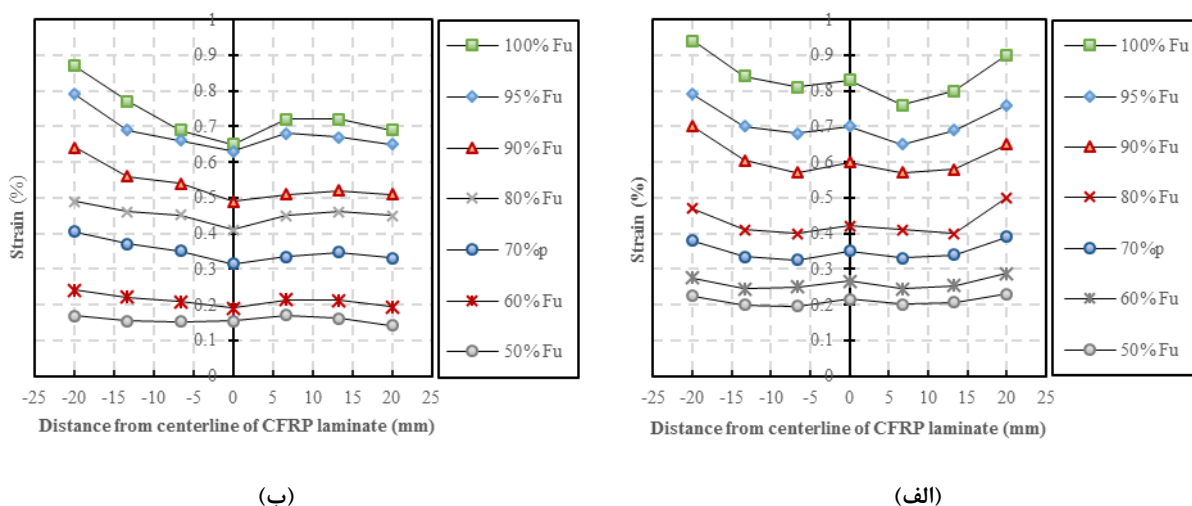 1
0.9
0.8
0.7
0.6
0.5
0.4
0.3
0.2
0.1
0
Strain (%)
-25 -20 -15 -10 -5 0 5 10 15 20 25
Distance from centerline of CFRP laminate (mm)
100% Fu
95%Fu
90%Fu
80%Fu
70%p
60%Fu
50%Fu
(ب)
1
0.9
0.8
0.7
0.6
0.5
0.4
0.3
0.2
0.1
0
Strain (%)
-25 -20 -15 -10 -5 0 5 10 15 20 25
Distance from centerline of CFRP laminate (mm)
100% Fu
95%Fu
90%Fu
80%Fu
70%p
60%Fu
50%Fu
(الف)